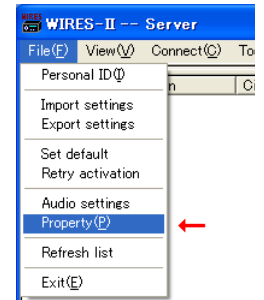 WIRES-II -- Server
File(F) View(V) Connect(C) To
Personal ID(I)
Import settings
Export settings
Set default
Retry activation
Audio settings
Property(P)
Refresh list
Exit(E)
n Ci